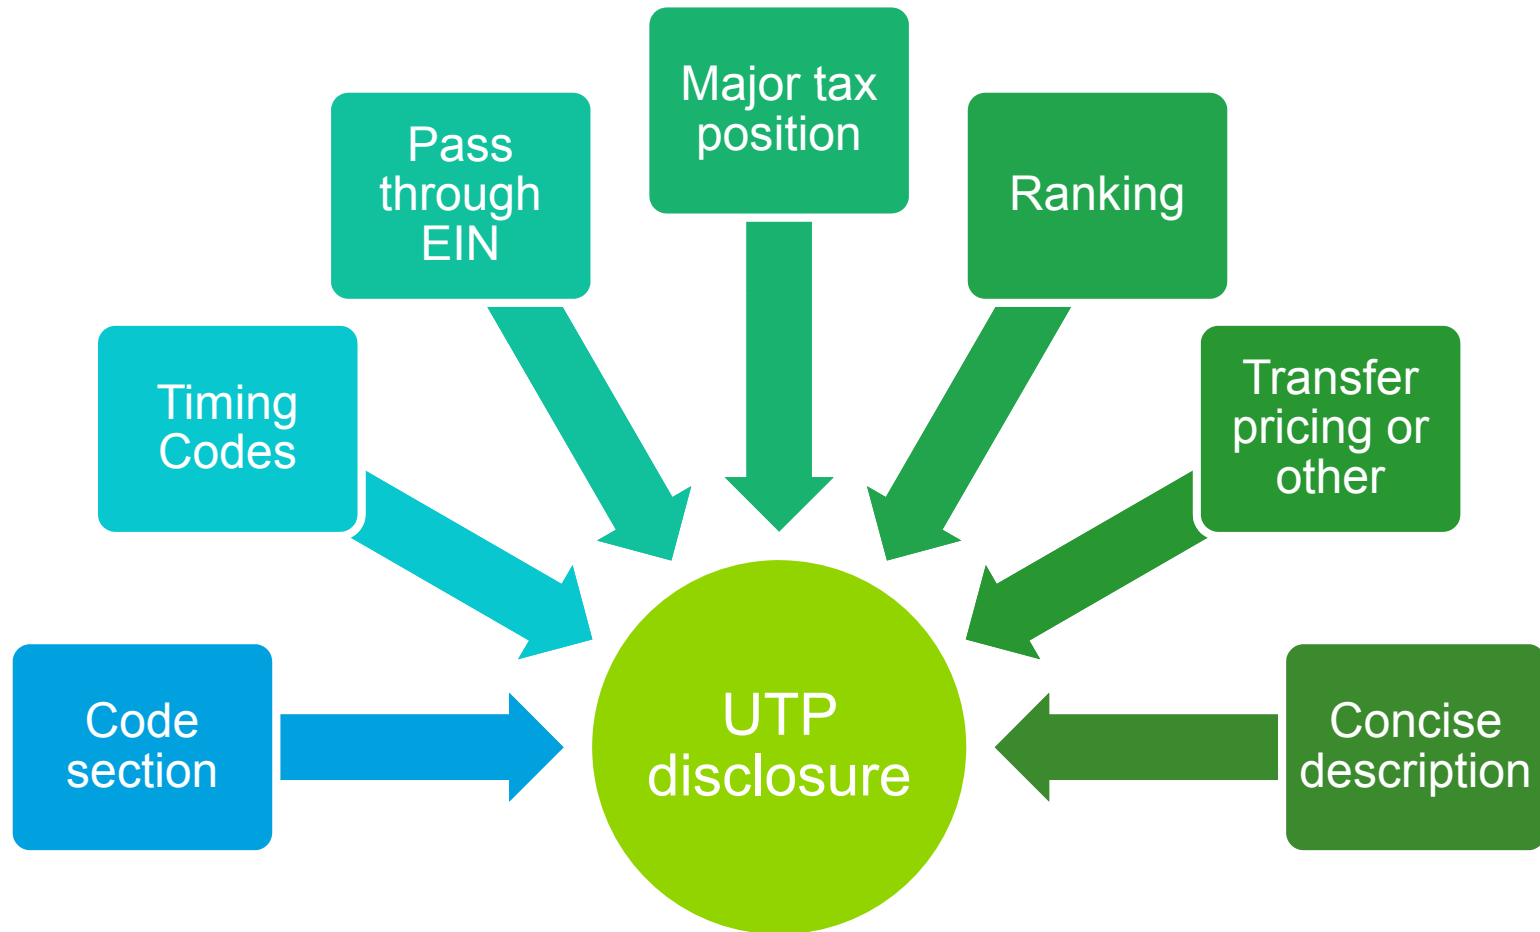 Code
section
Timing
Codes
Pass
through
EIN
Major tax
position
Ranking
Transfer
pricing or
other
Concise
description
UTP
disclosure